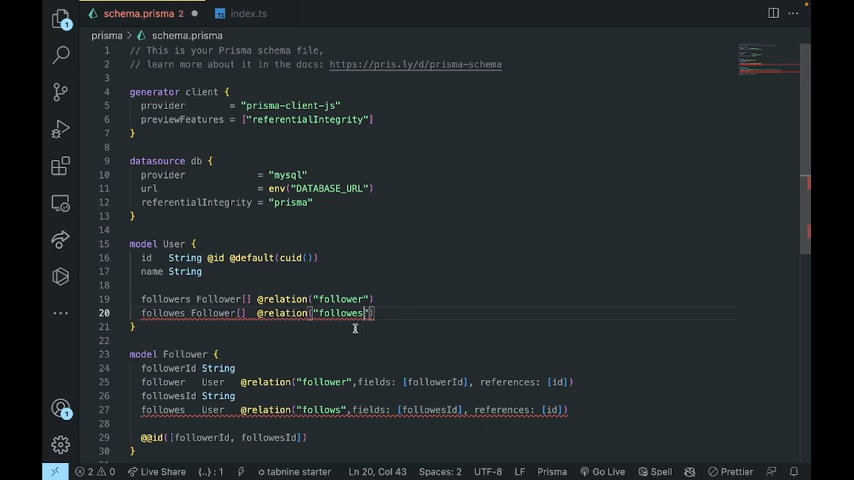 schema.prisma 2
index.ts
prisma
schema.prisma
1
// This is your Prisma schema file,
2
// learn more about it in the docs: https://pris.ly/d/prisma-schema
3
4
generator client {
5
provider = "prisma-client-js"
6
previewFeatures = ["referentialIntegrity"]
7
}
8
9
datasource db {
10
provider = "mysql"
11
url = env("DATABASE_URL")
12
referentialIntegrity = "prisma"
13
}
14
15
model User {
16
id String @id @default(cuid())
17
name String
18
19
followers Follower[] @relation("follower")
20
followes Follower[] @relation("followes")
21
}
22
23
model Follower {
24
followerId String
25
follower User @relation("follower",fields: [followerId], references: [id])
26
followesId String
27
followes User @relation("follows",fields: [followesId], references: [id])
28
29
@@id([followerId, followesId])
30
}
1
1
2 0
Live Share
{..} : 1
tabnine starter
Ln 20, Col 43
Spaces: 2
UTF-8
LF
Prisma
Go Live
Spell
Prettier